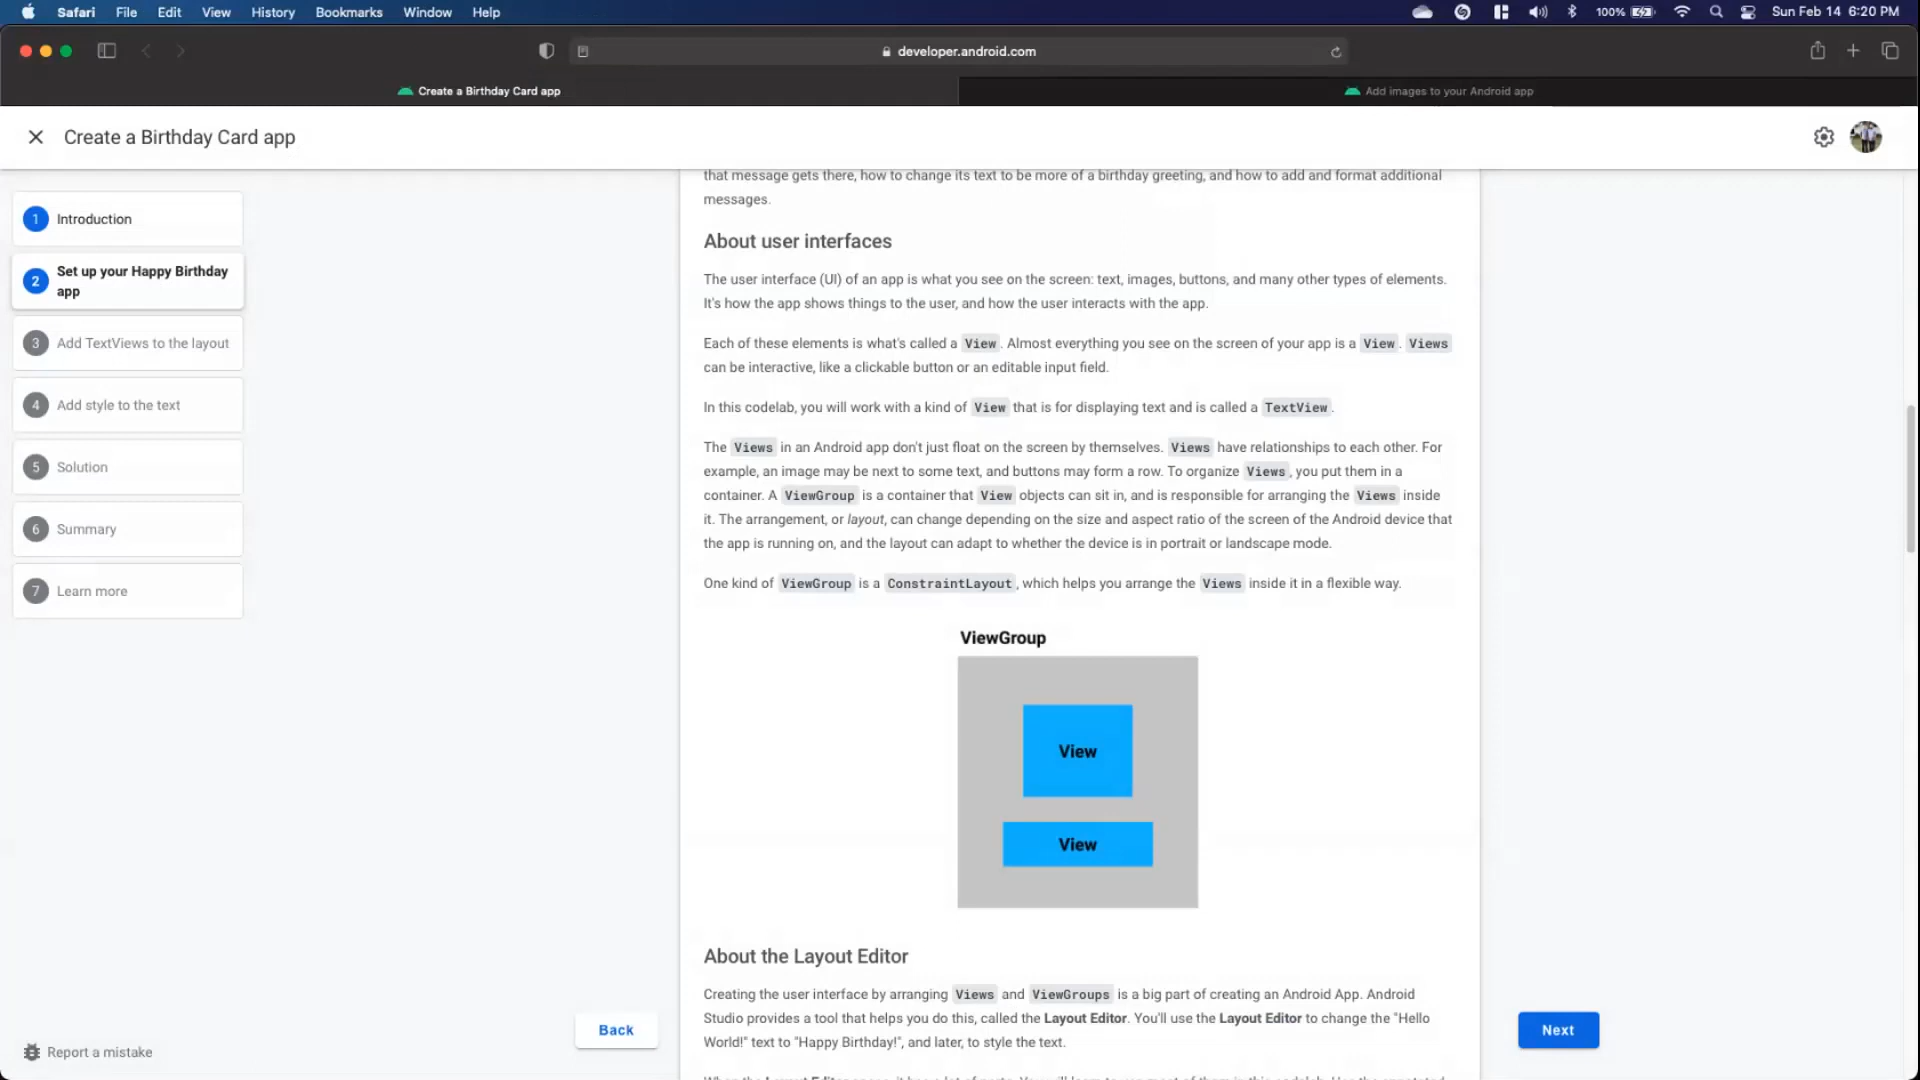 Safari File Edit View History Bookmarks Window Help 100% Sun Feb 14 6:20 PM
developer.android.com
Create a Birthday Card app Add images to your Android app
Create a Birthday Card app
1 Introduction
2 Set up your Happy Birthday
app
3 Add TextViews to the layout
4 Add style to the text
5 Solution
6 Summary
7 Learn more
that message gets there, how to change its text to be more of a birthday greeting, and how to add and format additional
messages.
About user interfaces
The user interface (UI) of an app is what you see on the screen: text, images, buttons, and many other types of elements.
It's how the app shows things to the user, and how the user interacts with the app.
Each of these elements is what's called a View. Almost everything you see on the screen of your app is a View. Views
can be interactive, like a clickable button or an editable input field.
In this codelab, you will work with a kind of View that is for displaying text and is called a TextView.
The Views in an Android app don't just float on the screen by themselves. Views have relationships to each other. For
example, an image may be next to some text, and buttons may form a row. To organize Views, you put them in a
container. A ViewGroup is a container that View objects can sit in, and is responsible for arranging the Views inside
it. The arrangement, or layout, can change depending on the size and aspect ratio of the screen of the Android device that
the app is running on, and the layout can adapt to whether the device is in portrait or landscape mode.
One kind of ViewGroup is a ConstraintLayout, which helps you arrange the Views inside it in a flexible way.
ViewGroup
View
View
About the Layout Editor
Creating the user interface by arranging Views and ViewGroups is a big part of creating an Android App. Android
Studio provides a tool that helps you do this, called the Layout Editor. You'll use the Layout Editor to change the "Hello
World!" text to "Happy Birthday!", and later, to style the text.
Back
Next
Report a mistake